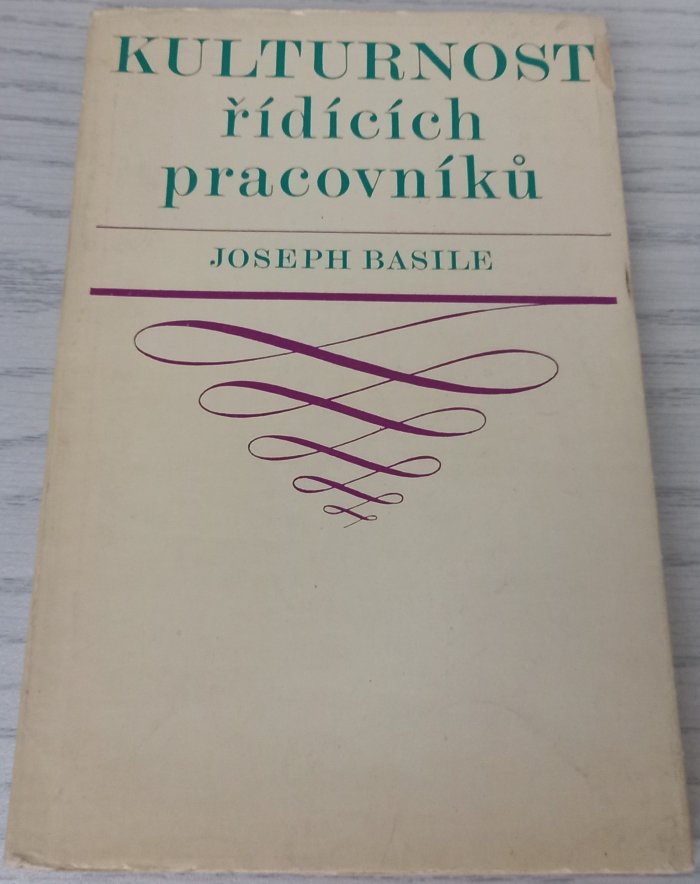 KULTURNOST
řídících
pracovníků
JOSEPH BASILE